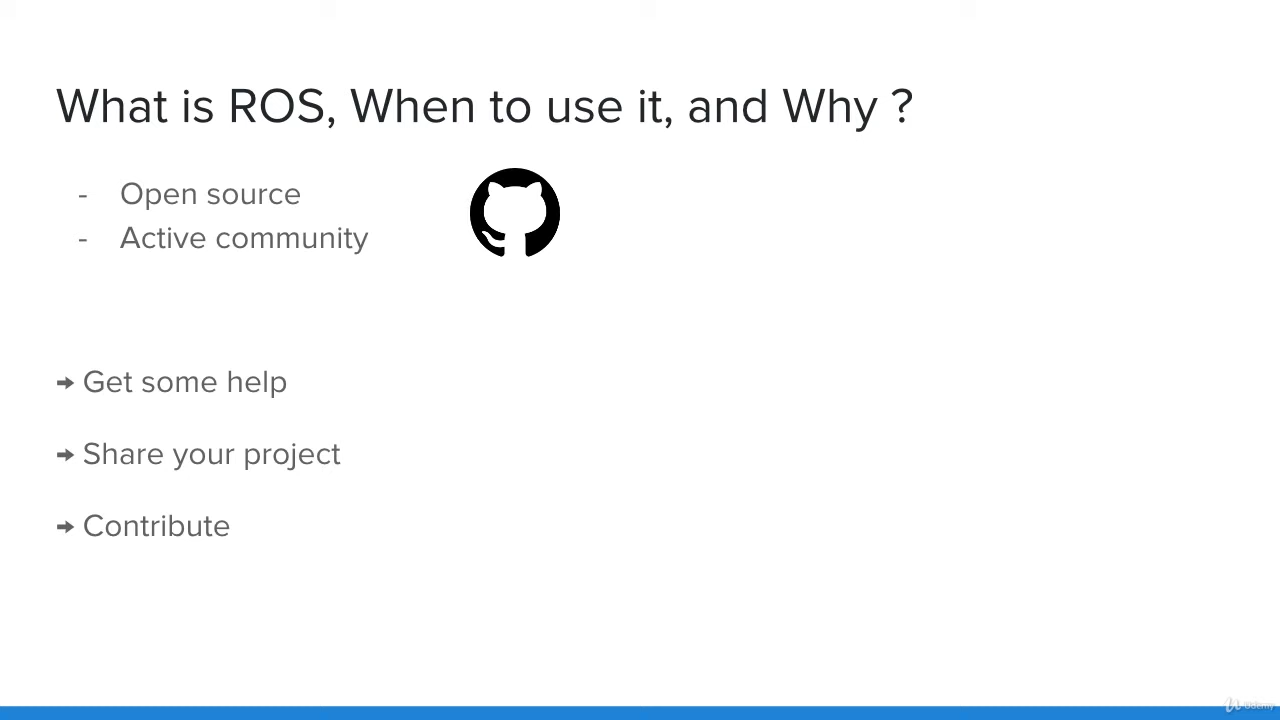 What is ROS, When to use it, and Why ?
- Open source
- Active community
➡ Get some help
➡ Share your project
➡ Contribute
udemy